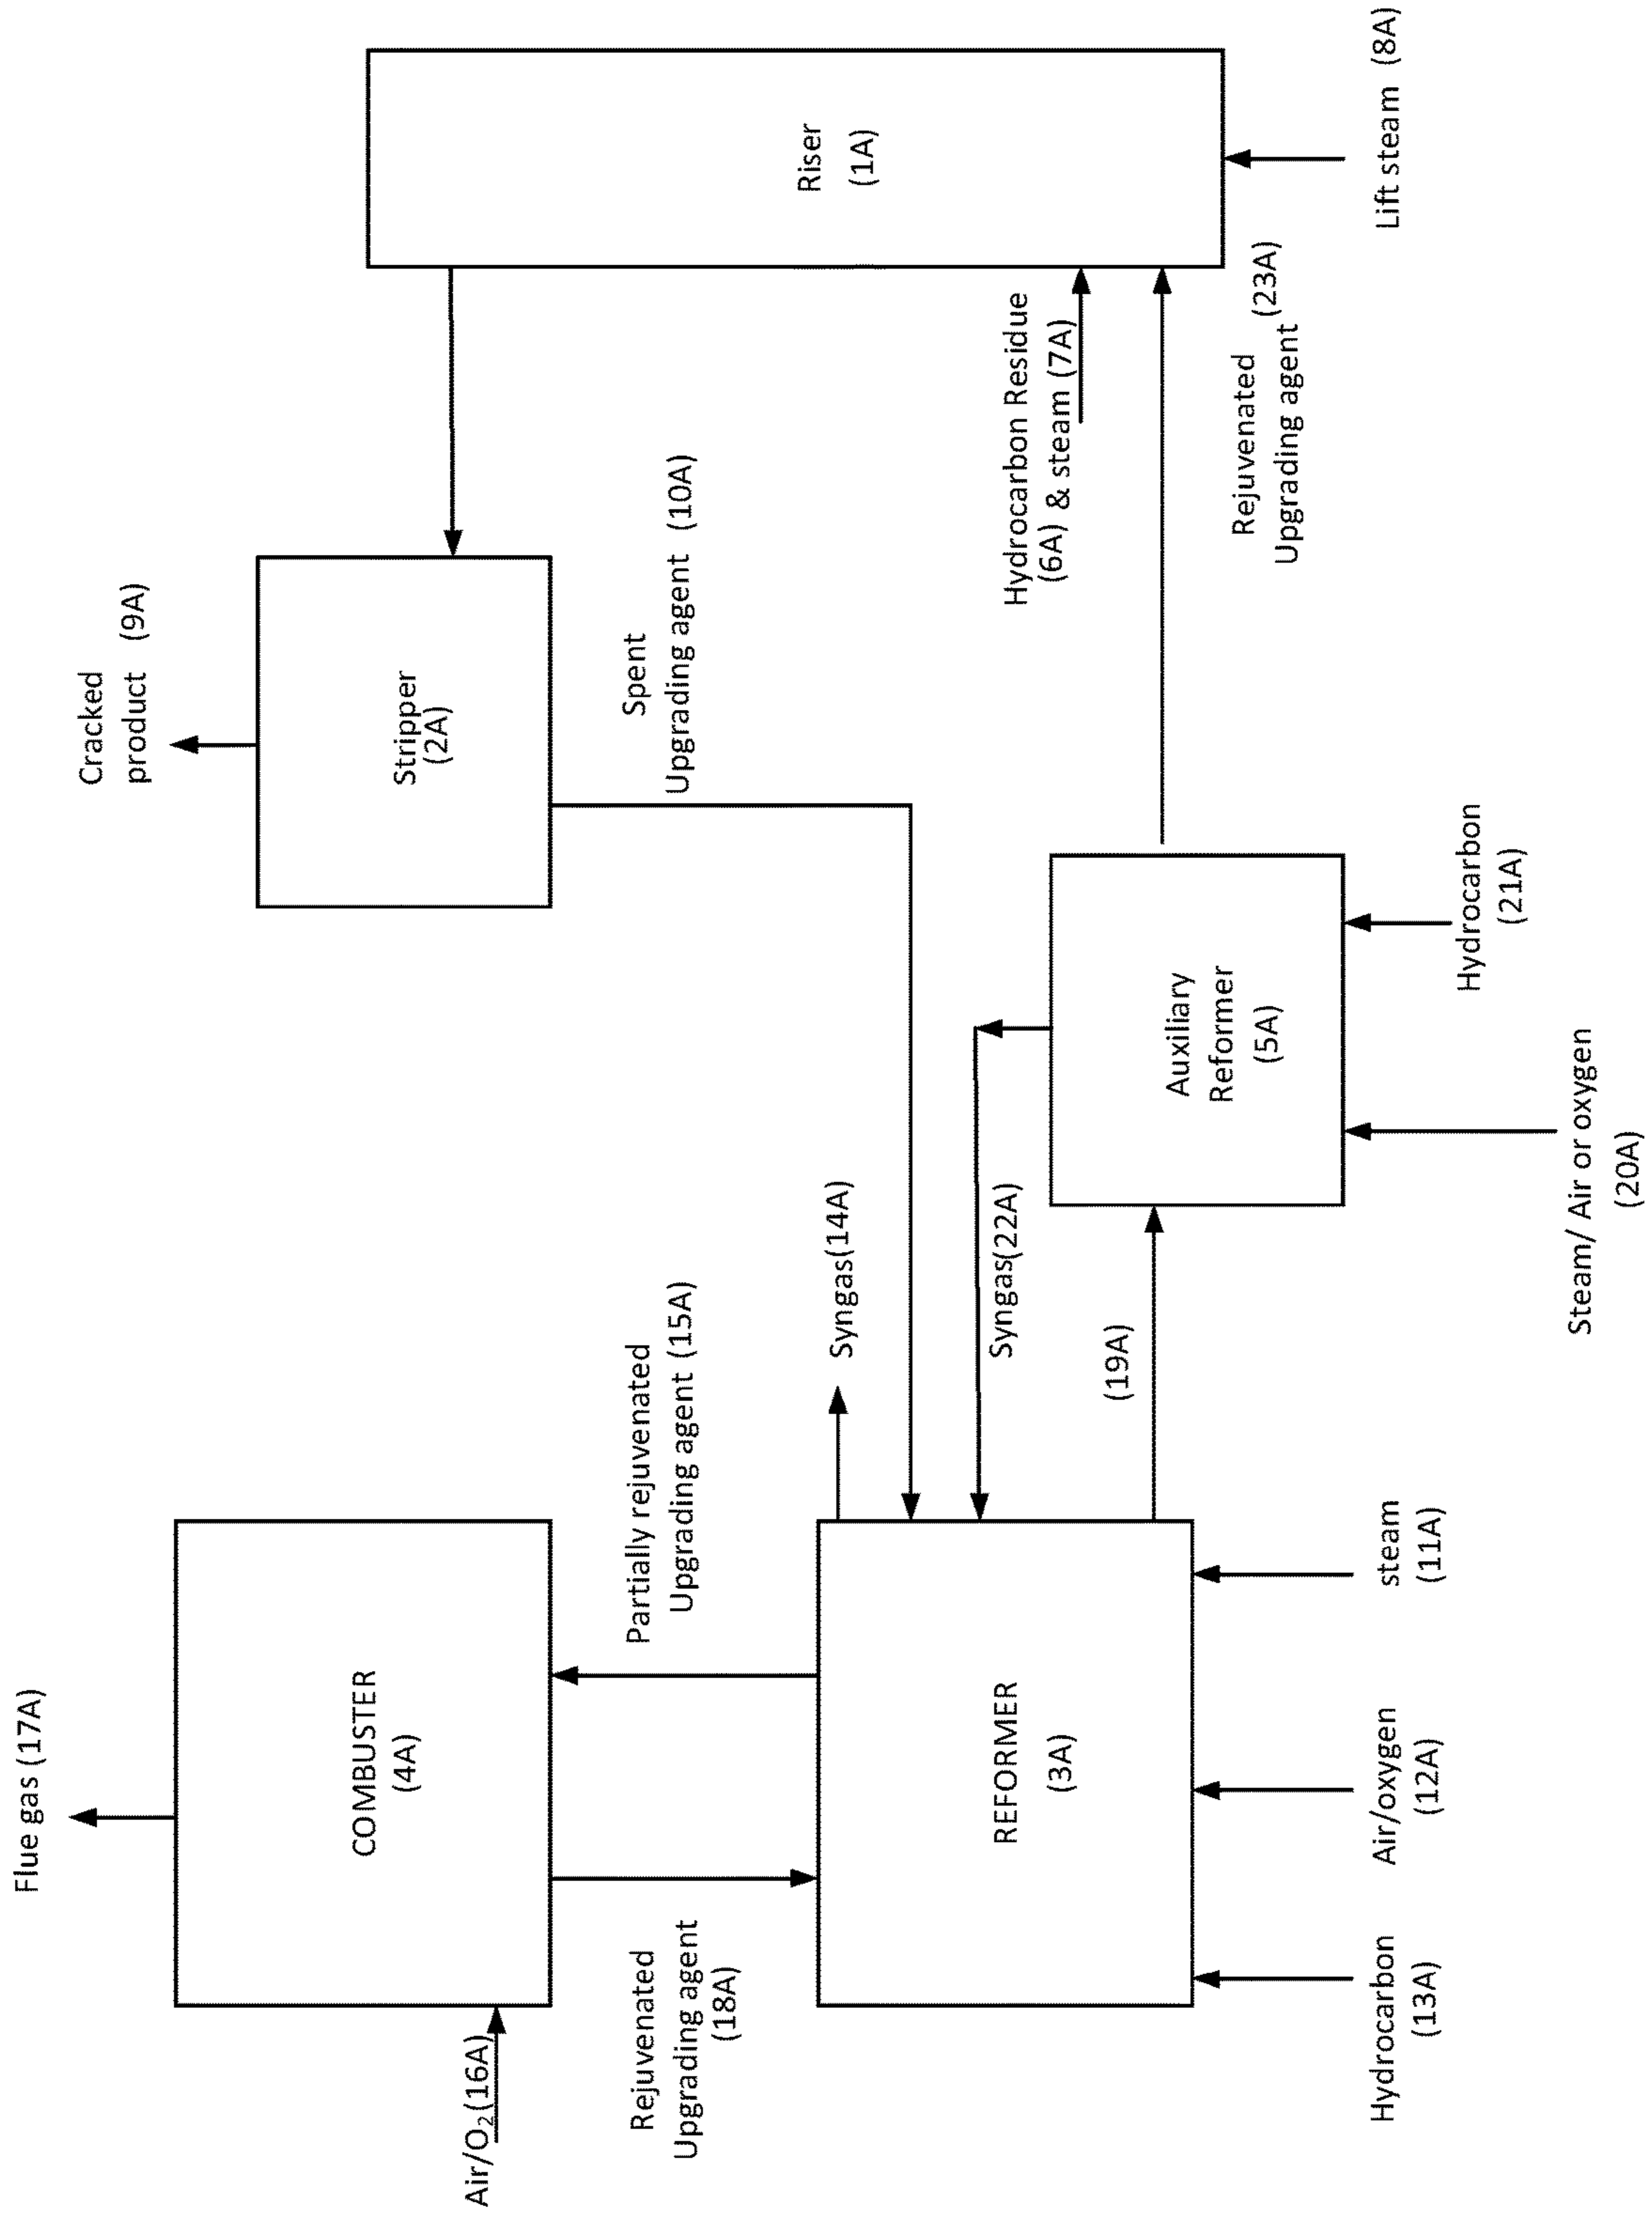 Flue gas (17A)
COMBUSTER
(4A)
Air/O₂(16A)
Rejuvenated
Upgrading agent
(18A)
Partially rejuvenated
Upgrading agent (15A)
REFORMER
(3A)
Hydrocarbon
(13A)
Air/oxygen
(12A)
steam
(11A)
Syngas(14A)
Syngas(22A)
(19A)
Cracked
product (9A)
Stripper
(2A)
Spent
Upgrading agent (10A)
Auxiliary
Reformer
(5A)
Steam/ Air or oxygen
(20A)
Hydrocarbon
(21A)
Hydrocarbon Residue
(6A) & steam (7A)
Rejuvenated
Upgrading agent
(23A)
Riser
(1A)
Lift steam (8A)